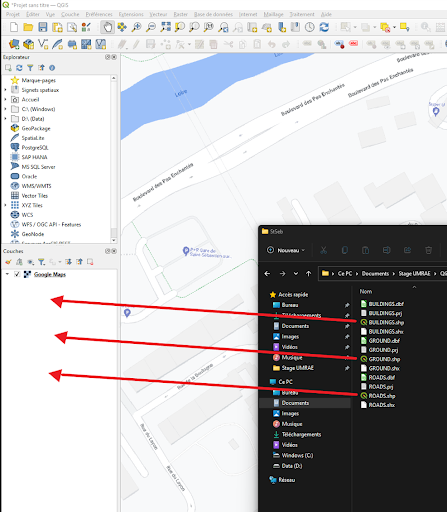 *Projet sans titre — QGIS
Projet Éditer Vue Couche Préférences Extensions Vecteur Raster Base de données Internet Maillage Traitement Aide
Explorateur
Marque-pages
Signets spatiaux
Accueil
C:\ (Windows)
D:\ (Data)
GeoPackage
SpatiaLite
PostgreSQL
SAP HANA
MS SQL Server
Oracle
WMS/WMTS
Vector Tiles
XYZ Tiles
WCS
WFS / OGC API - Features
GeoNode
Couches
Google Maps
Loire
Boulevard des Pas Enchantés
Boulevard des Pas Enchantés
Boulevard des Pas Enchantés
P+R Gare de
Saint-Sébastien-sur...
Rue de la Bourgogne
Rue du Layon
Rue du Layon
StSeb
Nouveau
Ce PC > Documents > Stage UMRAE > QG
Accès rapide
Bureau
Téléchargements
Documents
Images
Vidéos
Musique
Stage UMRAE
Ce PC
Bureau
Documents
Images
Musique
Téléchargements
Vidéos
Windows (C:)
Data (D:)
Réseau
Nom
BUILDINGS.dbf
BUILDINGS.prj
BUILDINGS.shp
BUILDINGS.shx
GROUND.dbf
GROUND.prj
GROUND.shp
GROUND.shx
ROADS.dbf
ROADS.prj
ROADS.shp
ROADS.shx